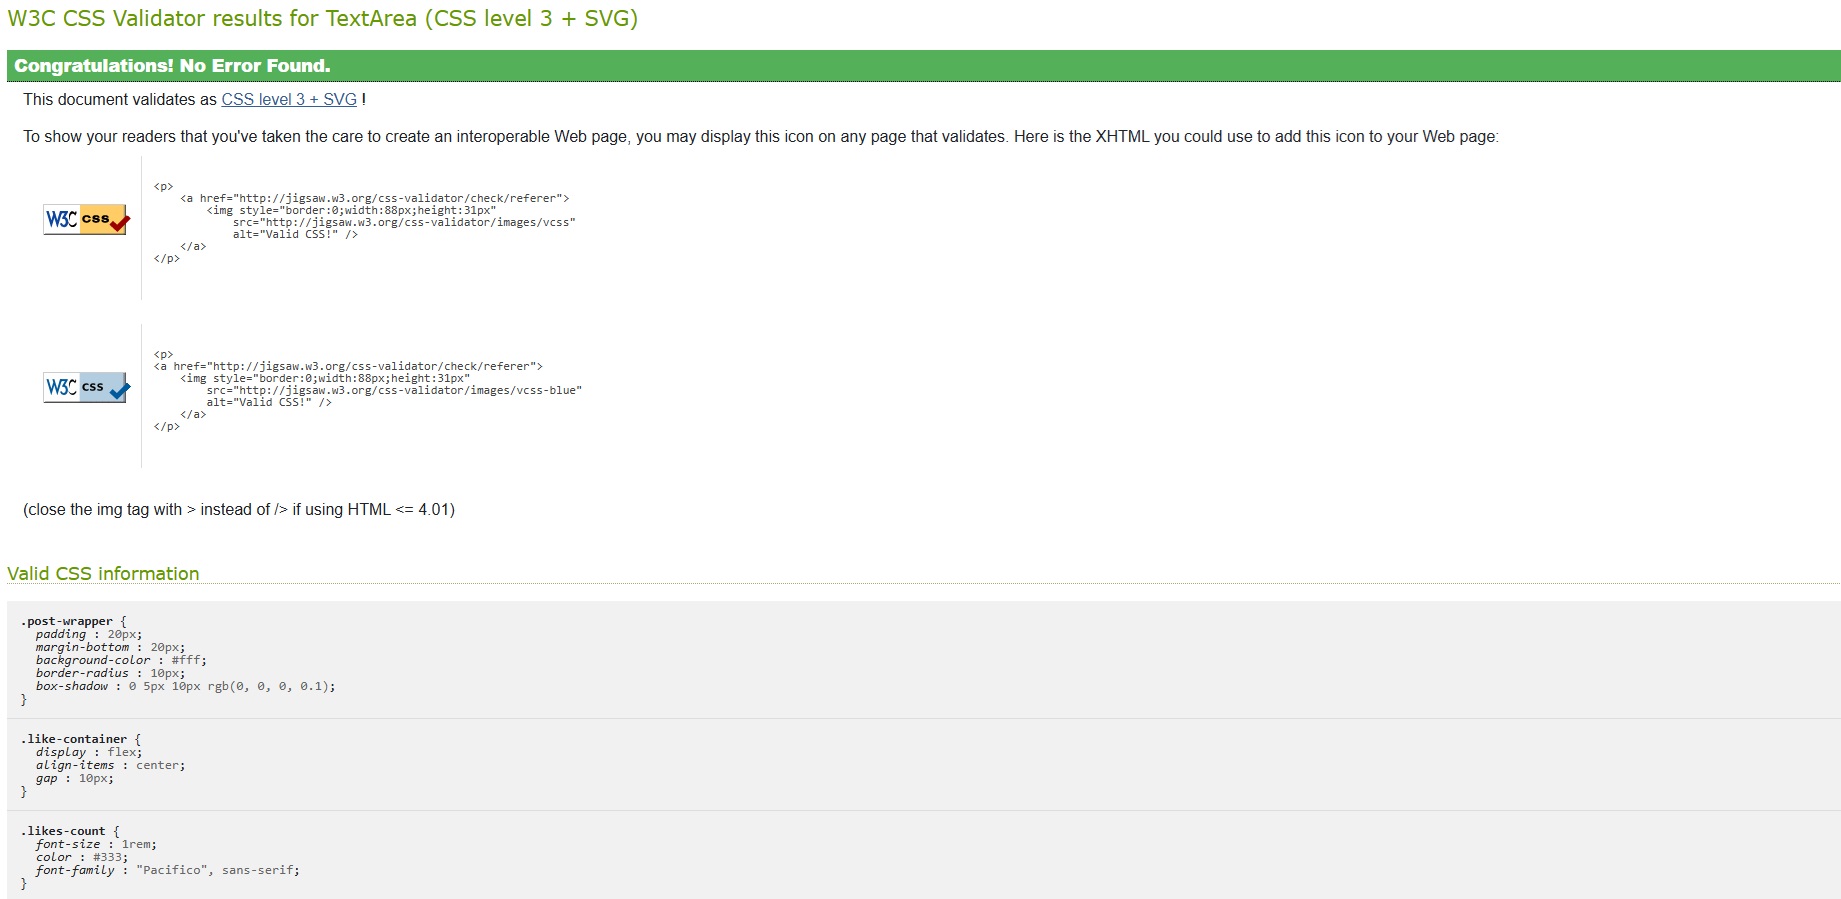 W3C CSS Validator results for TextArea (CSS level 3 + SVG)
Congratulations! No Error Found.
This document validates as CSS level 3 + SVG !
To show your readers that you've taken the care to create an interoperable Web page, you may display this icon on any page that validates. Here is the XHTML you could use to add this icon to your Web page:
W3C css
<p>
    <a href="http://jigsaw.w3.org/css-validator/check/referer">
        <img style="border:0;width:88px;height:31px"
            src="http://jigsaw.w3.org/css-validator/images/vcss"
            alt="Valid CSS!" />
    </a>
</p>
W3C css
<p>
<a href="http://jigsaw.w3.org/css-validator/check/referer">
    <img style="border:0;width:88px;height:31px"
        src="http://jigsaw.w3.org/css-validator/images/vcss-blue"
        alt="Valid CSS!" />
    </a>
</p>
(close the img tag with > instead of /> if using HTML <= 4.01)
Valid CSS information
.post-wrapper {
  padding : 20px;
  margin-bottom : 20px;
  background-color : #fff;
  border-radius : 10px;
  box-shadow : 0 5px 10px rgb(0, 0, 0, 0.1);
}
.like-container {
  display : flex;
  align-items : center;
  gap : 10px;
}
.likes-count {
  font-size : 1rem;
  color : #333;
  font-family : "Pacifico", sans-serif;
}